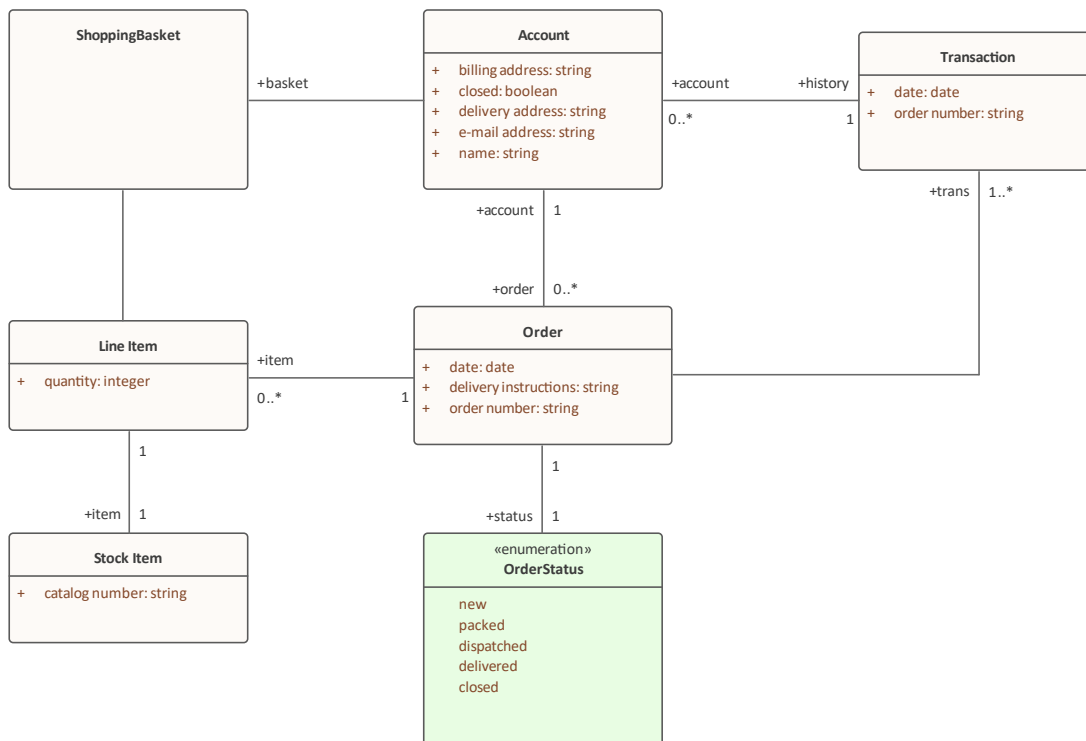 ShoppingBasket
+basket
Account
+ billing address: string
+ closed: boolean
+ delivery address: string
+ e-mail address: string
+ name: string
+account
0..*
+history
1
Transaction
+ date: date
+ order number: string
+trans
1..*
+account
1
+order
0..*
Line Item
+ quantity: integer
+item
0..*
1
Order
+ date: date
+ delivery instructions: string
+ order number: string
1
+item
1
Stock Item
+ catalog number: string
1
+status
1
«enumeration»
OrderStatus
new
packed
dispatched
delivered
closed